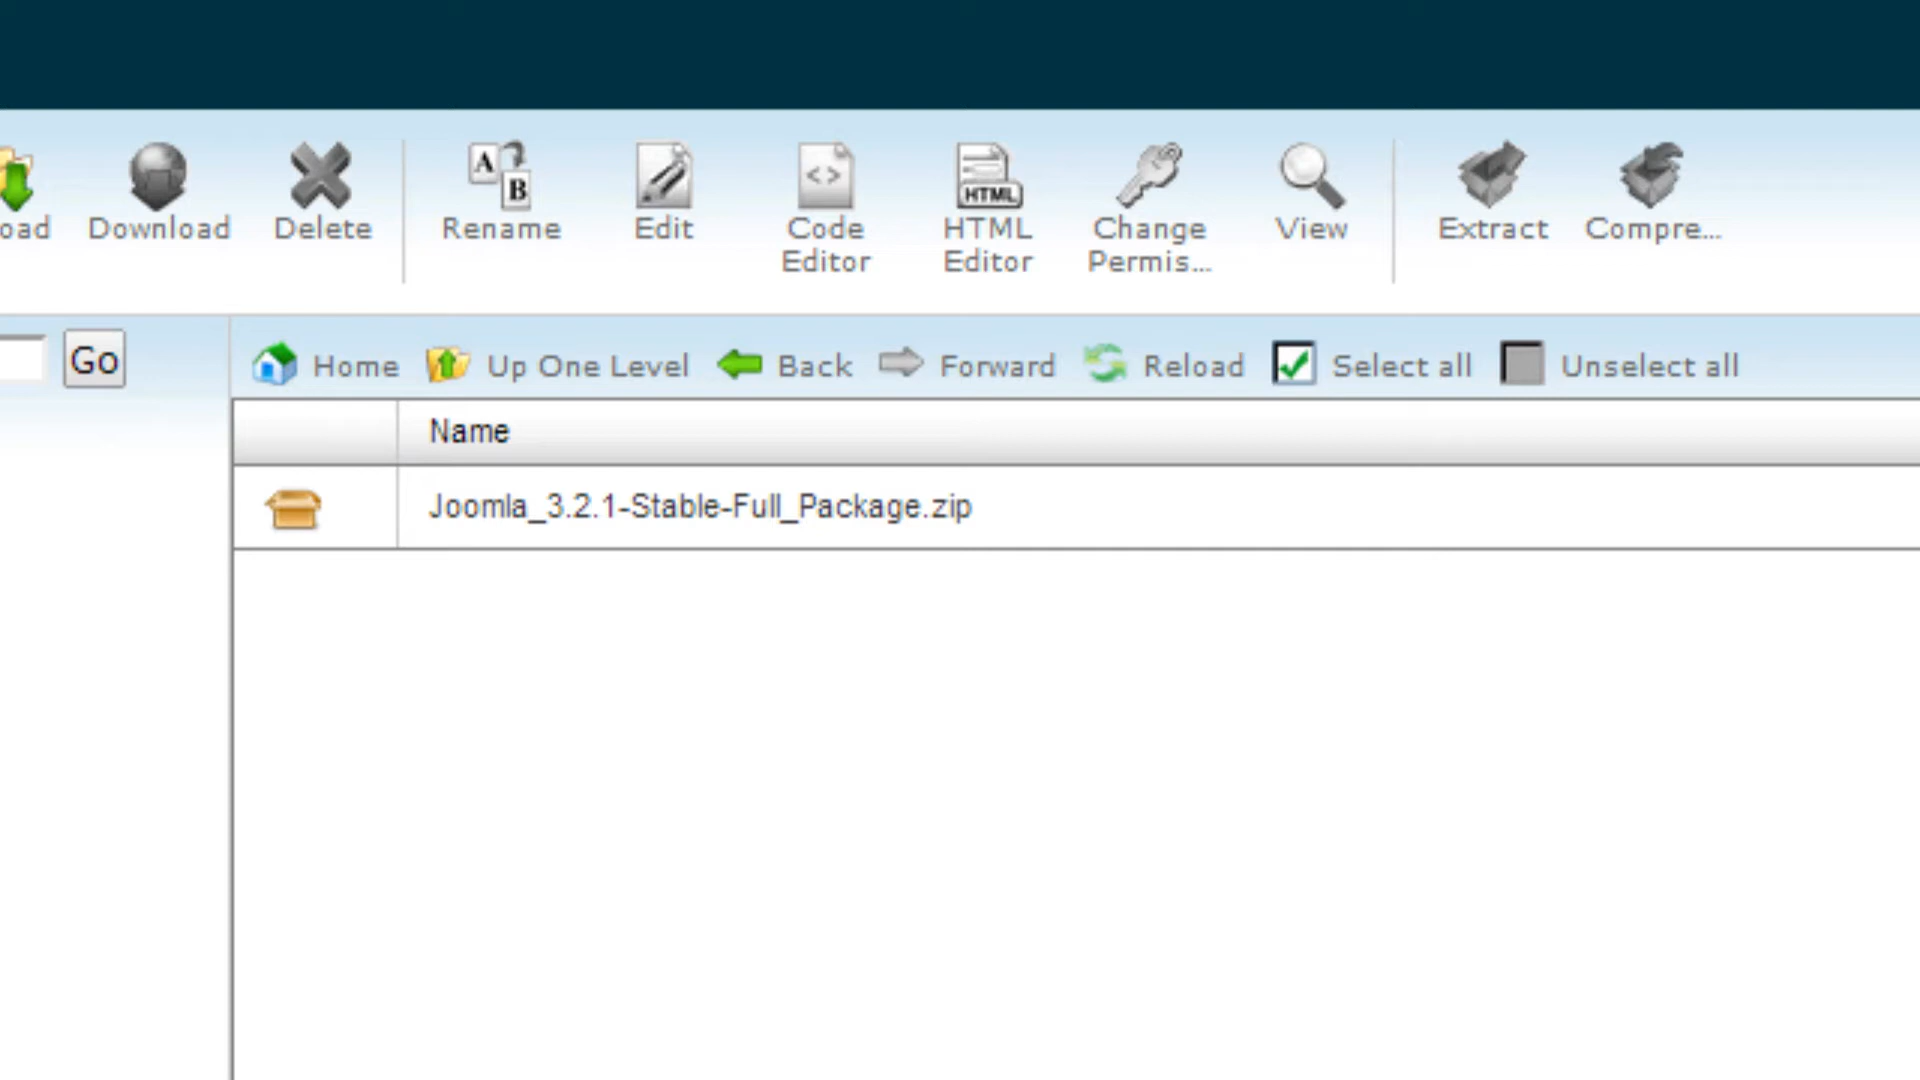 oad Download Delete Rename Edit Code Editor HTML Editor Change Permis... View Extract Compre...
Go
Home Up One Level Back Forward Reload Select all Unselect all
Name
Joomla_3.2.1-Stable-Full_Package.zip